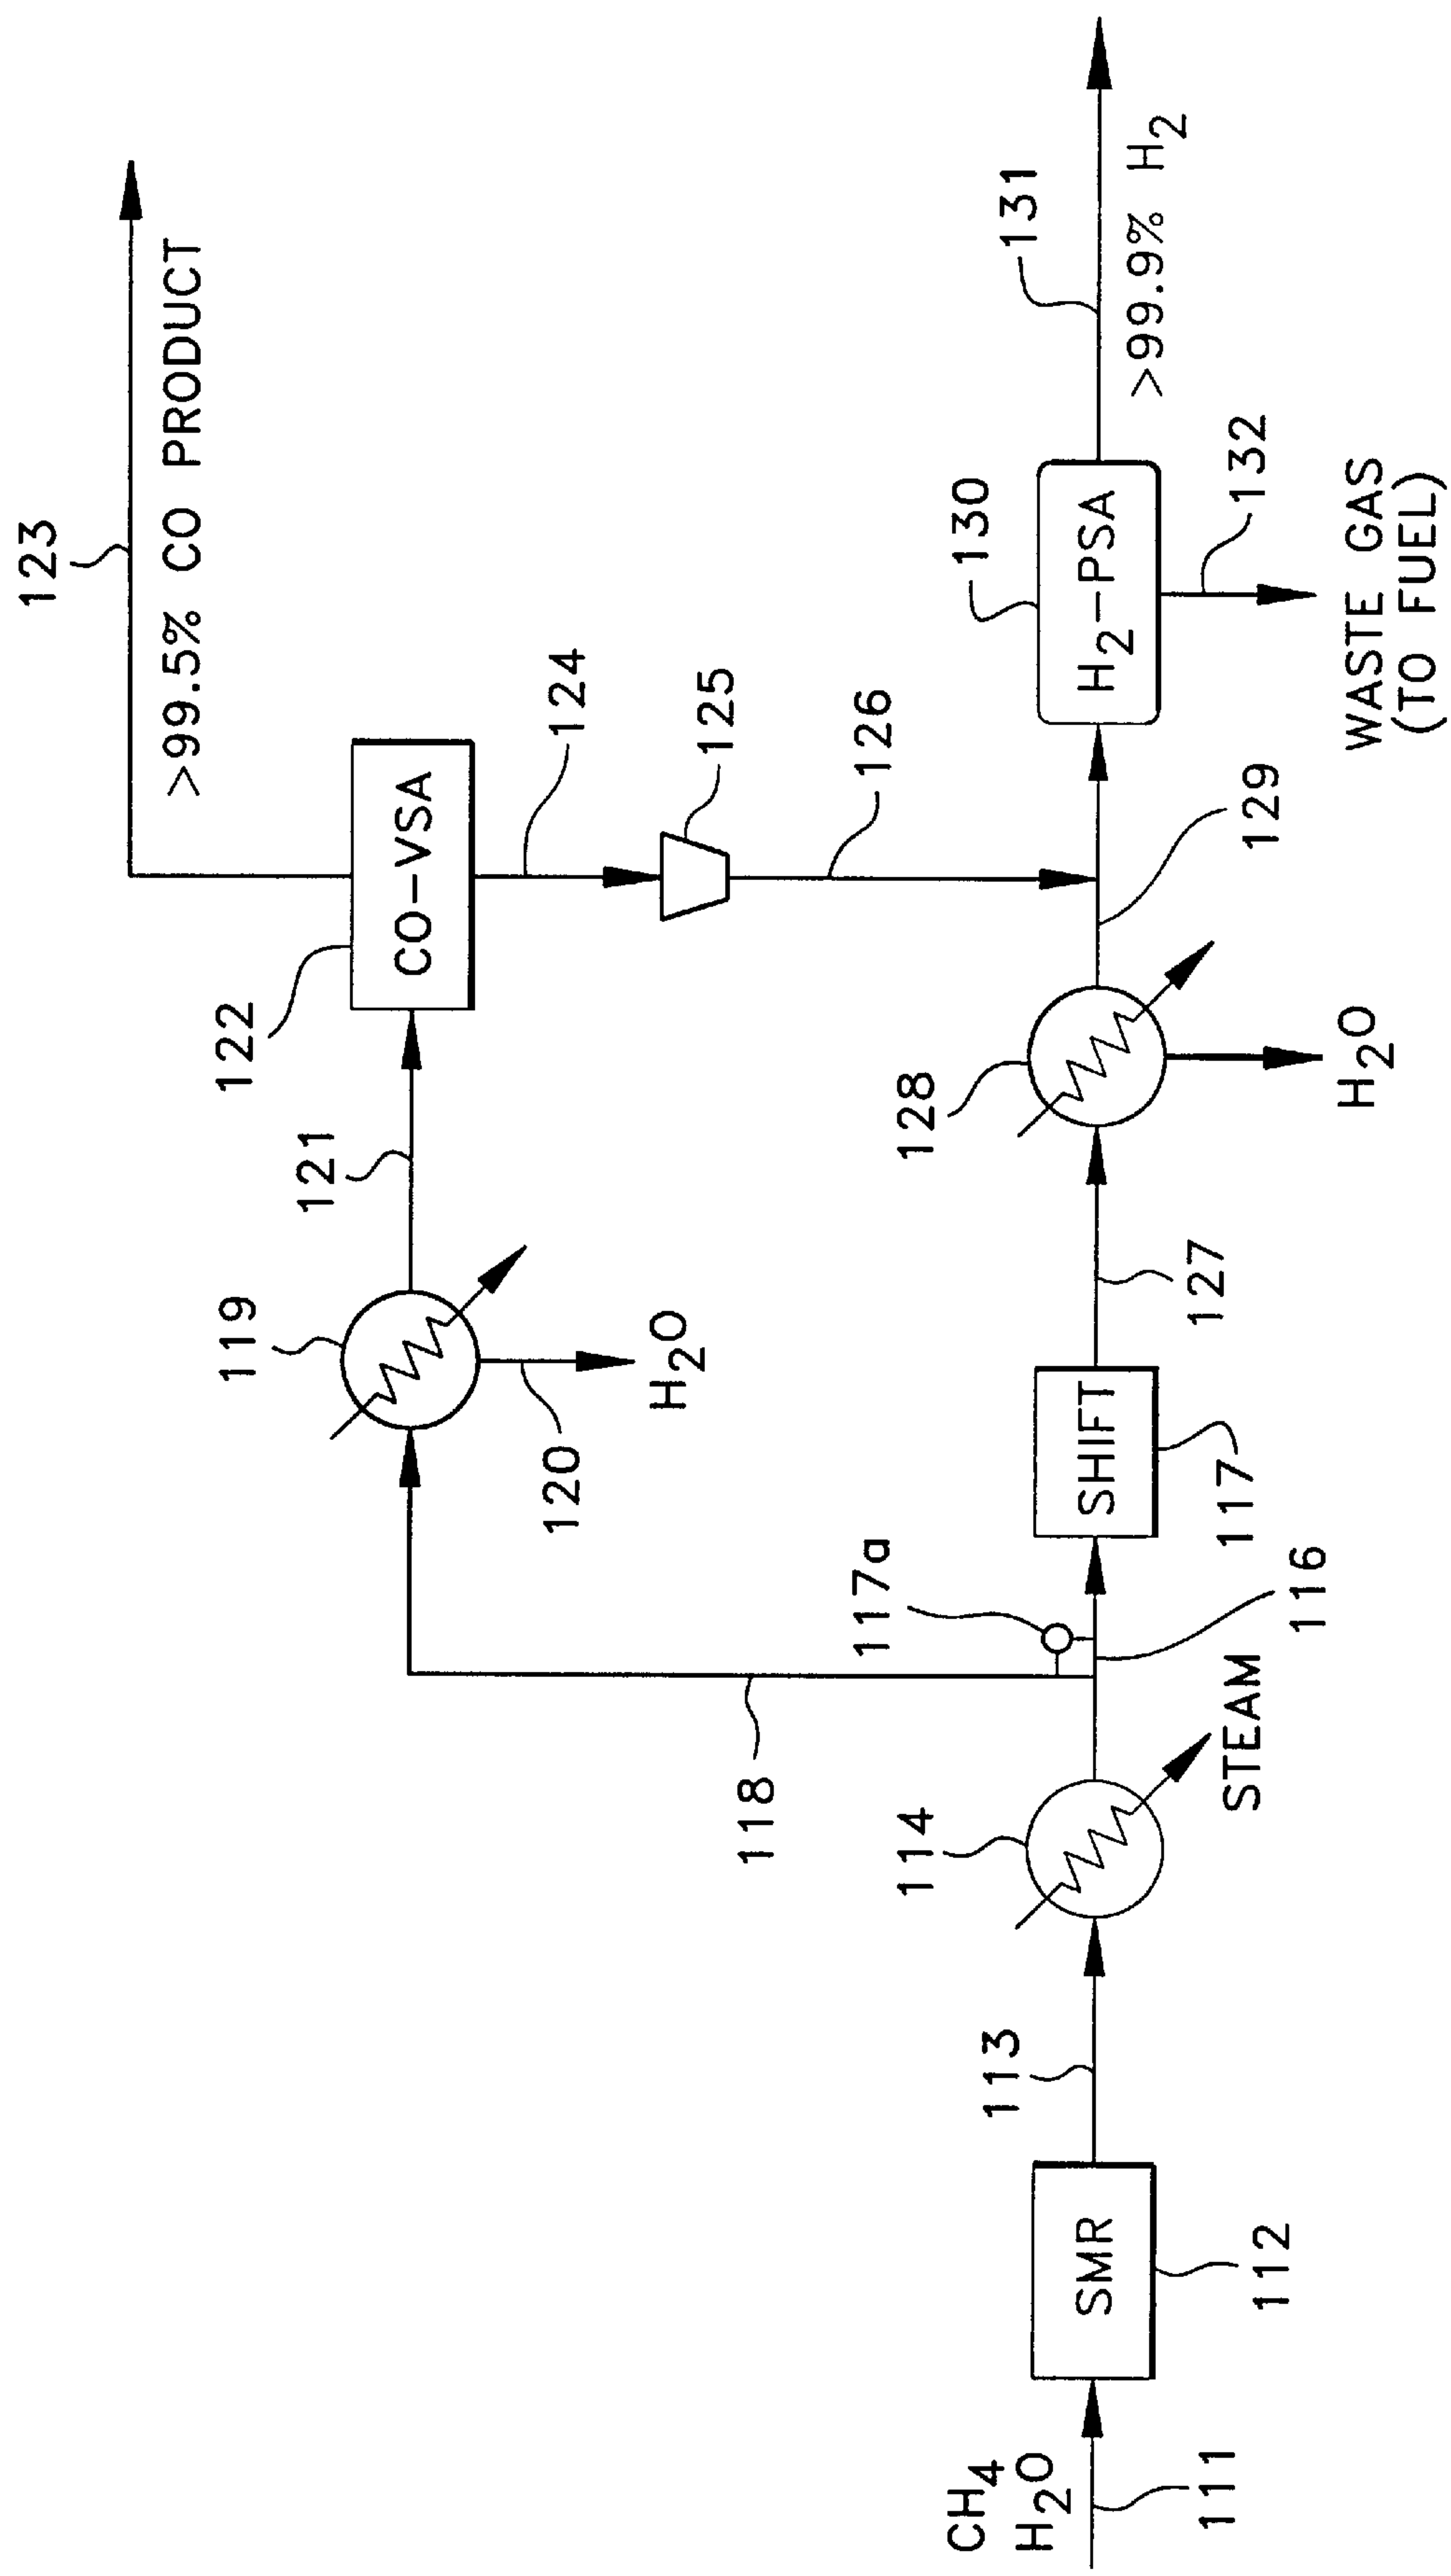 123
>99.5% CO PRODUCT
122
CO-VSA
124
125
126
121
119
120
H2O
118
117a
CH4
H2O
111
SMR
112
113
114
STEAM
116
SHIFT
117
127
128
H2O
129
130
H2-PSA
131
>99.9% H2
132
WASTE GAS
(TO FUEL)